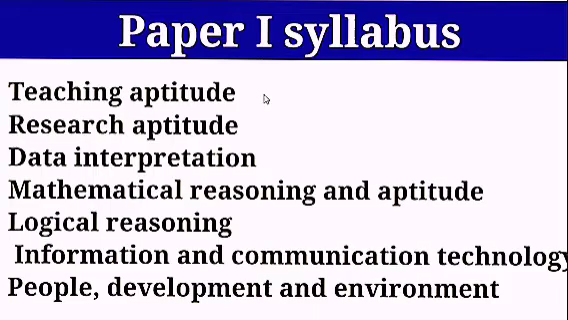 Paper I syllabus
Teaching aptitude
Research aptitude
Data interpretation
Mathematical reasoning and aptitude
Logical reasoning
Information and communication technology
People, development and environment